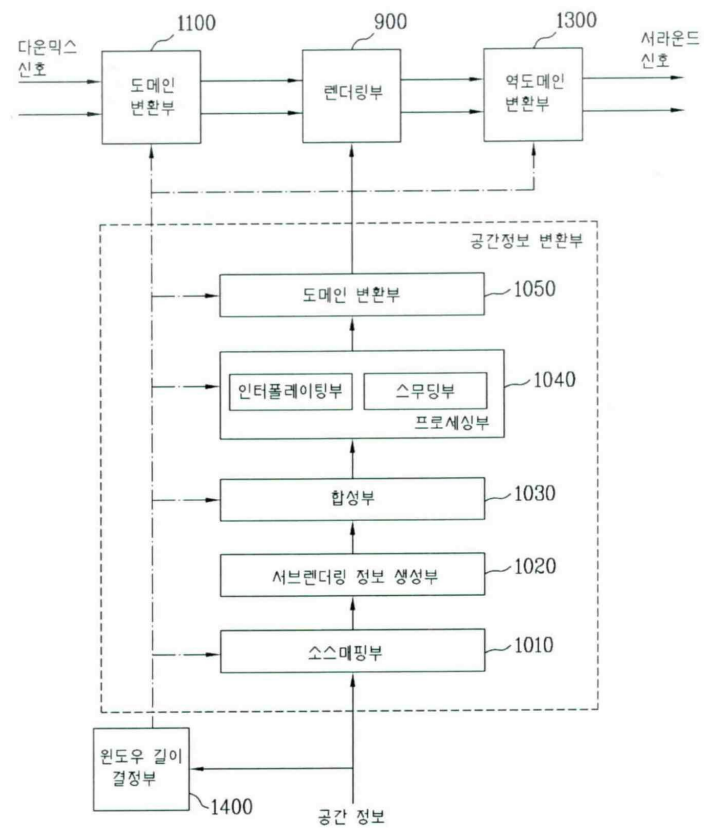 1100
900
1300
다운믹스
신호
도메인
변환부
렌더링부
역도메인
변환부
서라운드
신호
공간정보 변환부
도메인 변환부
1050
인터폴레이팅부
스무딩부
프로세싱부
1040
합성부
1030
서브렌더링 정보 생성부
1020
소스매핑부
1010
윈도우 길이
결정부
1400
공간 정보